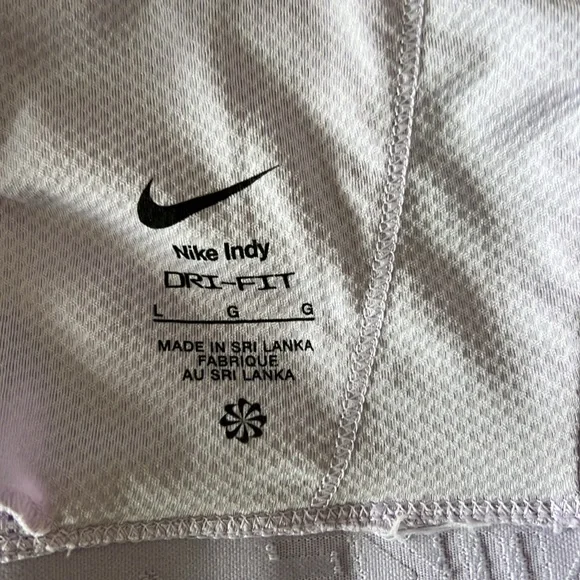 Nike Indy
DRI-FIT
L G G
MADE IN SRI LANKA
FABRIQUE
AU SRI LANKA